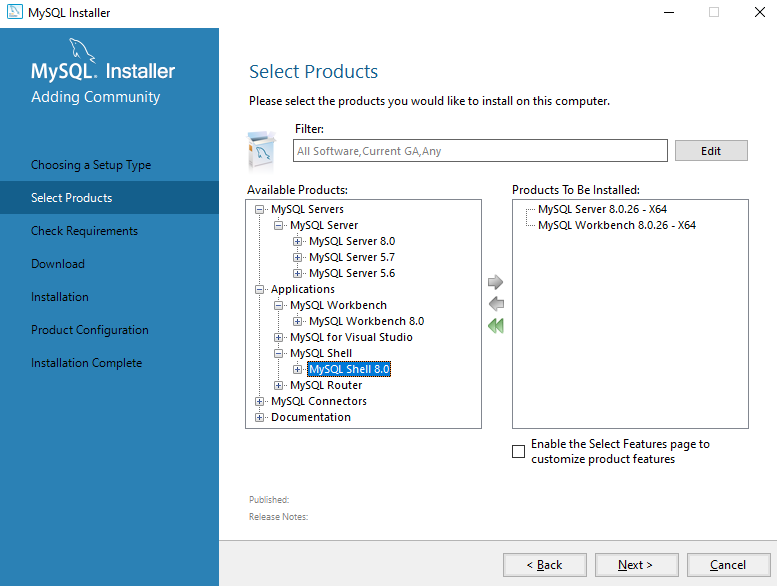 MySQL Installer
MySQL. Installer
Adding Community
Choosing a Setup Type
Select Products
Check Requirements
Download
Installation
Product Configuration
Installation Complete
Select Products
Please select the products you would like to install on this computer.
Filter:
All Software,Current GA,Any
Edit
Available Products:
MySQL Servers
MySQL Server
MySQL Server 8.0
MySQL Server 5.7
MySQL Server 5.6
Applications
MySQL Workbench
MySQL Workbench 8.0
MySQL for Visual Studio
MySQL Shell
MySQL Shell 8.0
MySQL Router
MySQL Connectors
Documentation
Products To Be Installed:
MySQL Server 8.0.26 - X64
MySQL Workbench 8.0.26 - X64
Enable the Select Features page to
customize product features
Published:
Release Notes:
< Back
Next >
Cancel